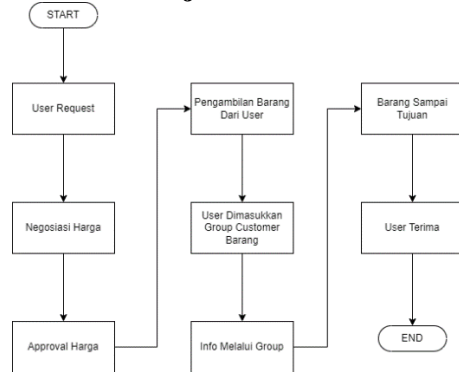 START
User Request
Negosiasi Harga
Approval Harga
Pengambilan Barang
Dari User
User Dimasukkan
Group Customer
Barang
Info Melalui Group
Barang Sampai
Tujuan
User Terima
END